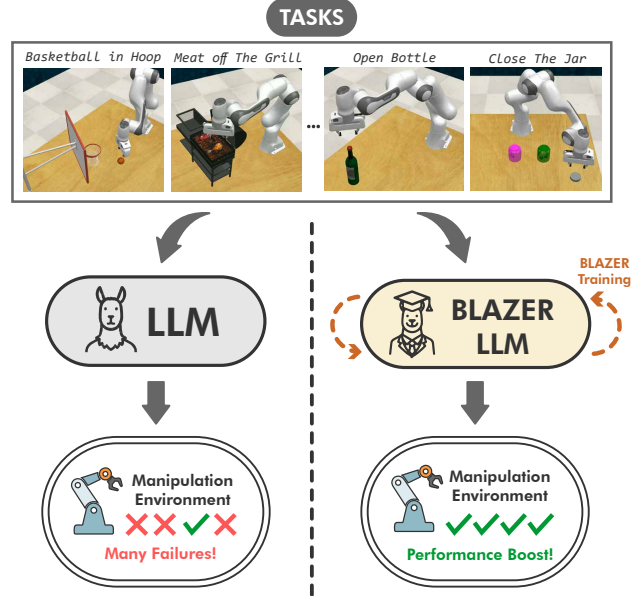 TASKS
Basketball in Hoop
Meat off The Grill
...
Open Bottle
Close The Jar
LLM
BLAZER
LLM
BLAZER
Training
Manipulation
Environment
Many Failures!
Manipulation
Environment
Performance Boost!